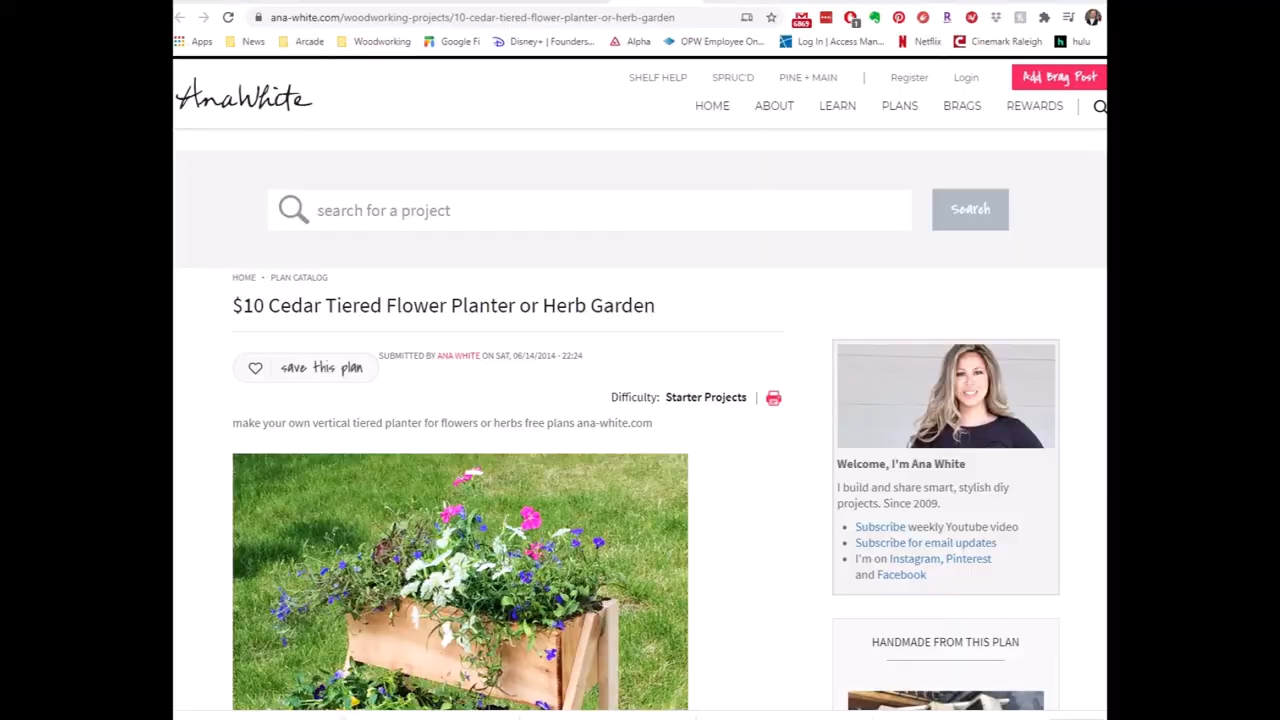 ana-white.com/woodworking-projects/10-cedar-tiered-flower-planter-or-herb-garden
6869
1
Apps News Arcade Woodworking Google Fi Disney+ | Founders... Alpha OPW Employee On... Log In | Access Man... Netflix Cinemark Raleigh hulu
AnaWhite
SHELF HELP SPRUC'D PINE + MAIN | Register Login Add Brag Post
HOME ABOUT LEARN PLANS BRAGS REWARDS |
search for a project Search
HOME • PLAN CATALOG
$10 Cedar Tiered Flower Planter or Herb Garden
save this plan SUBMITTED BY ANA WHITE ON SAT, 06/14/2014 - 22:24
Difficulty: Starter Projects |
make your own vertical tiered planter for flowers or herbs free plans ana-white.com
Welcome, I'm Ana White
I build and share smart, stylish diy
projects. Since 2009.
• Subscribe weekly Youtube video
• Subscribe for email updates
• I'm on Instagram, Pinterest
and Facebook
HANDMADE FROM THIS PLAN